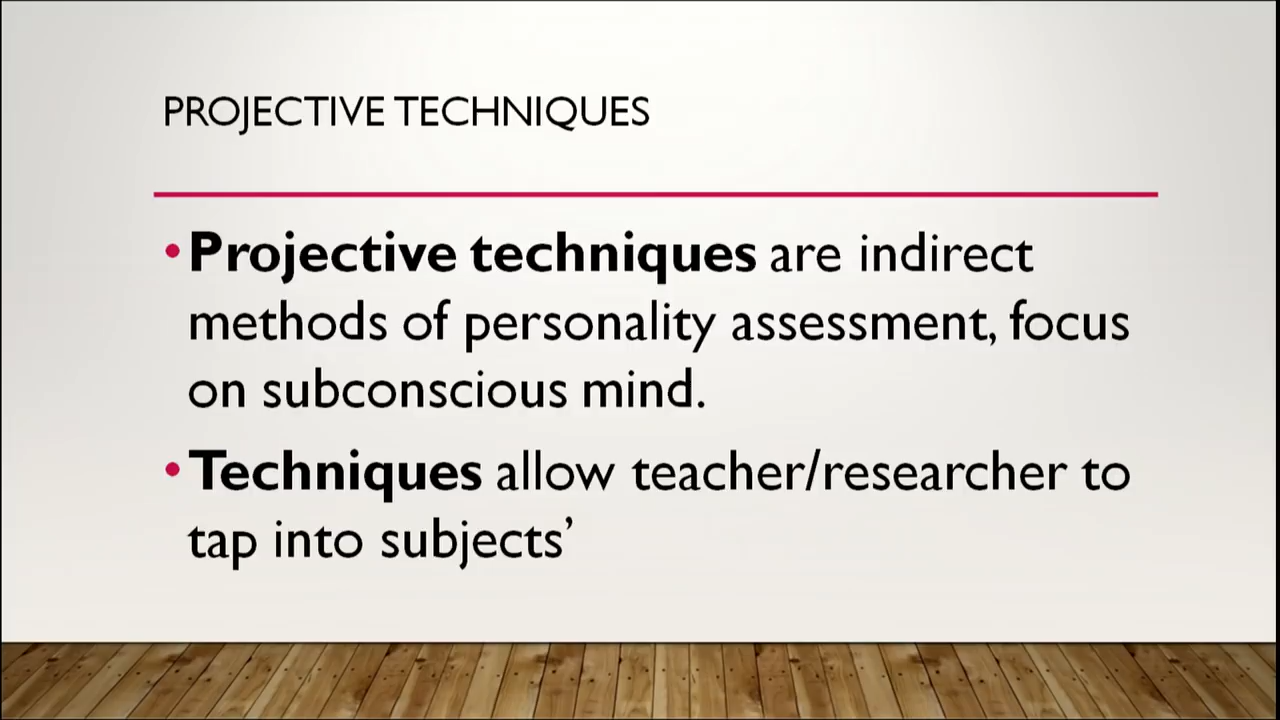 PROJECTIVE TECHNIQUES
•Projective techniques are indirect
methods of personality assessment, focus
on subconscious mind.
•Techniques allow teacher/researcher to
tap into subjects’